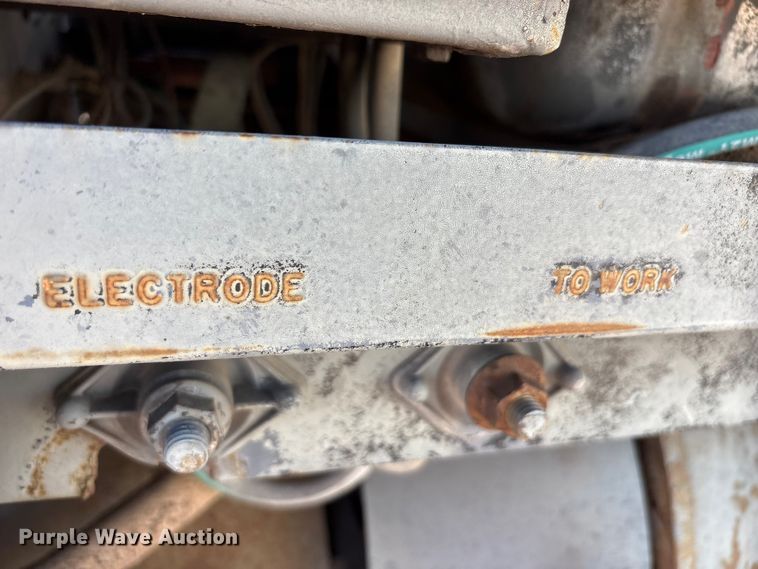 ELECTRODE TO WORK
Purple Wave Auction